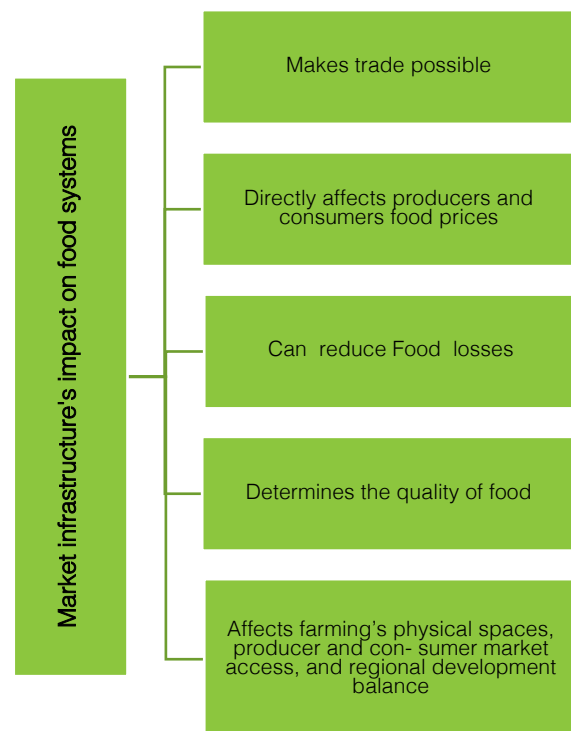 Market infrastructure's impact on food systems
Makes trade possible
Directly affects producers and
consumers food prices
Can reduce Food losses
Determines the quality of food
Affects farming's physical spaces,
producer and con- sumer market
access, and regional development
balance